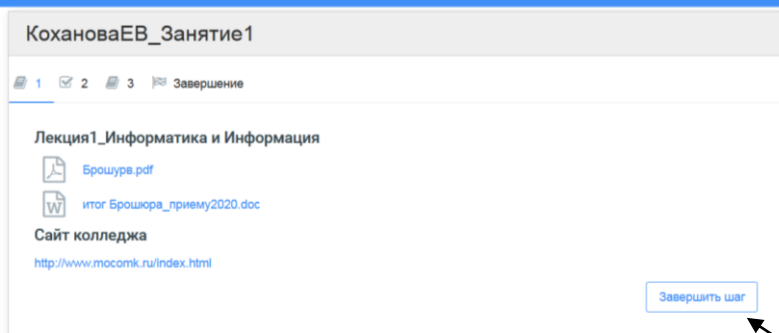 КохановаЕВ_Занятие1
1 2 3 Завершение
Лекция1_Информатика и Информация
Брошурв.pdf
W итог Брошюра_приему2020.doc
Сайт колледжа
http://www.mocomk.ru/index.html
Завершить шаг